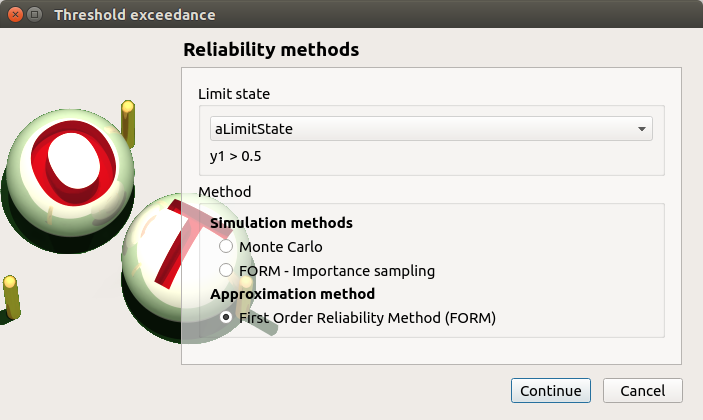 Threshold exceedance
Reliability methods
Limit state
aLimitState
y1 > 0.5
Method
Simulation methods
Monte Carlo
FORM - Importance sampling
Approximation method
First Order Reliability Method (FORM)
Continue
Cancel
O
T